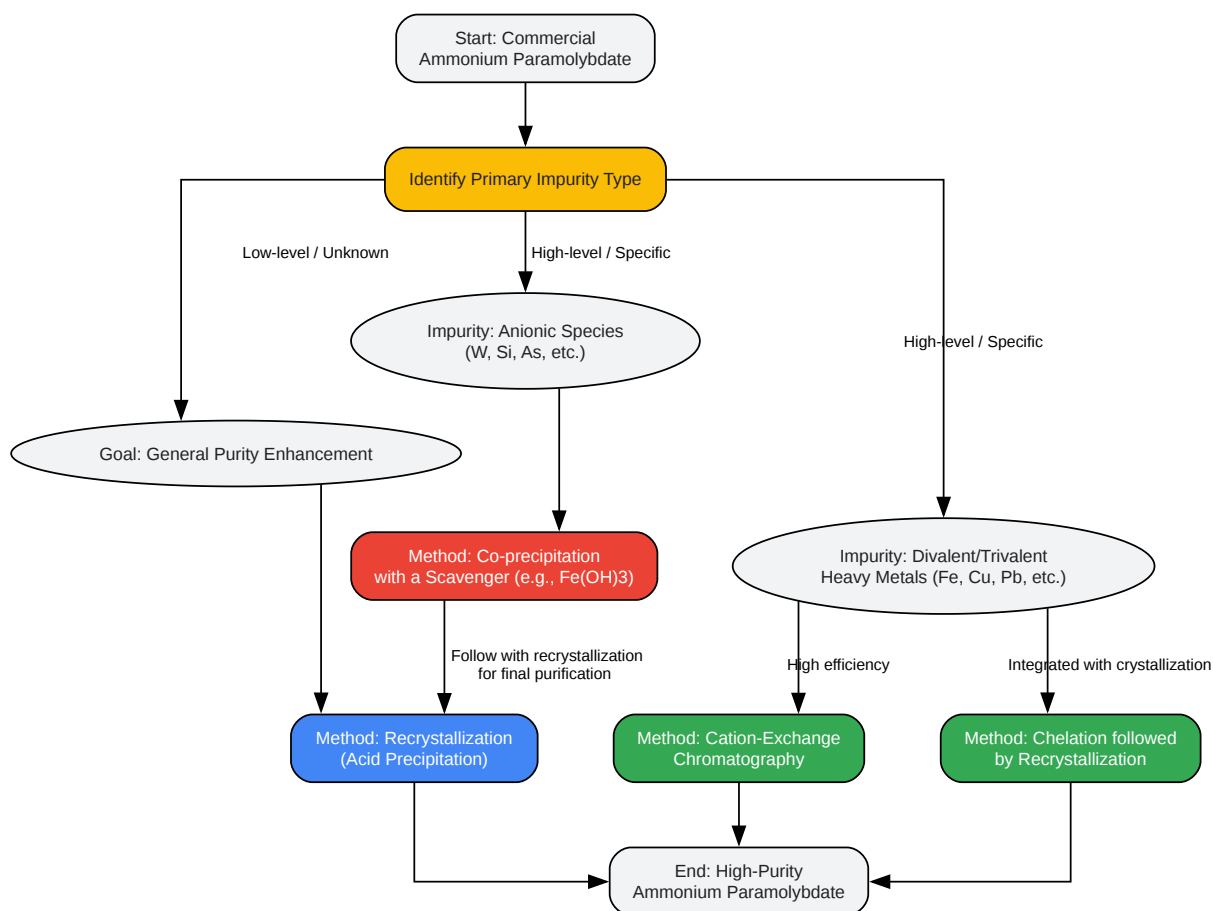 Start: Commercial
Ammonium Paramolybdate
Identify Primary Impurity Type
Low-level / Unknown
High-level / Specific
Impurity: Anionic Species
(W, Si, As, etc.)
High-level / Specific
Goal: General Purity Enhancement
Method: Co-precipitation
with a Scavenger (e.g., Fe(OH)3)
Impurity: Divalent/Trivalent
Heavy Metals (Fe, Cu, Pb, etc.)
Follow with recrystallization
for final purification
High efficiency
Integrated with crystallization
Method: Recrystallization
(Acid Precipitation)
Method: Cation-Exchange
Chromatography
Method: Chelation followed
by Recrystallization
End: High-Purity
Ammonium Paramolybdate